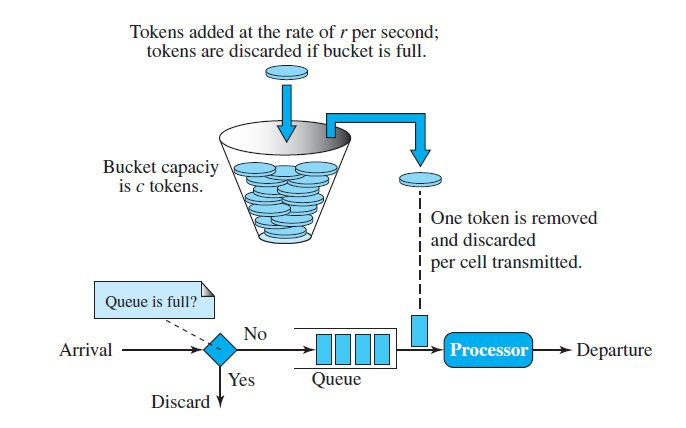 Tokens added at the rate of r per second;
tokens are discarded if bucket is full.
Bucket capaciy
is c tokens.
One token is removed
and discarded
per cell transmitted.
Queue is full?
No
Arrival
Processor
Departure
Yes
Queue
Discard